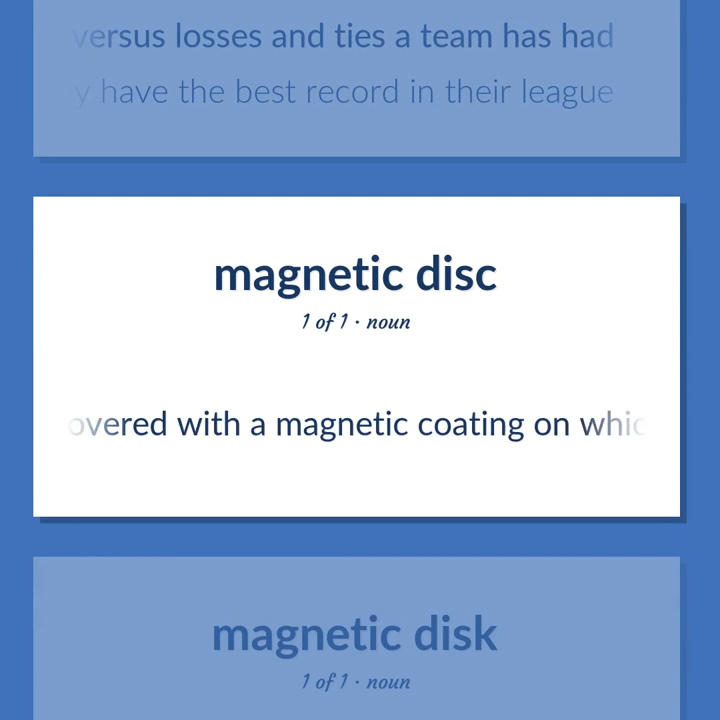 versus losses and ties a team has had
y have the best record in their league
magnetic disc
1 of 1 · noun
overed with a magnetic coating on whic
magnetic disk
1 of 1 · noun